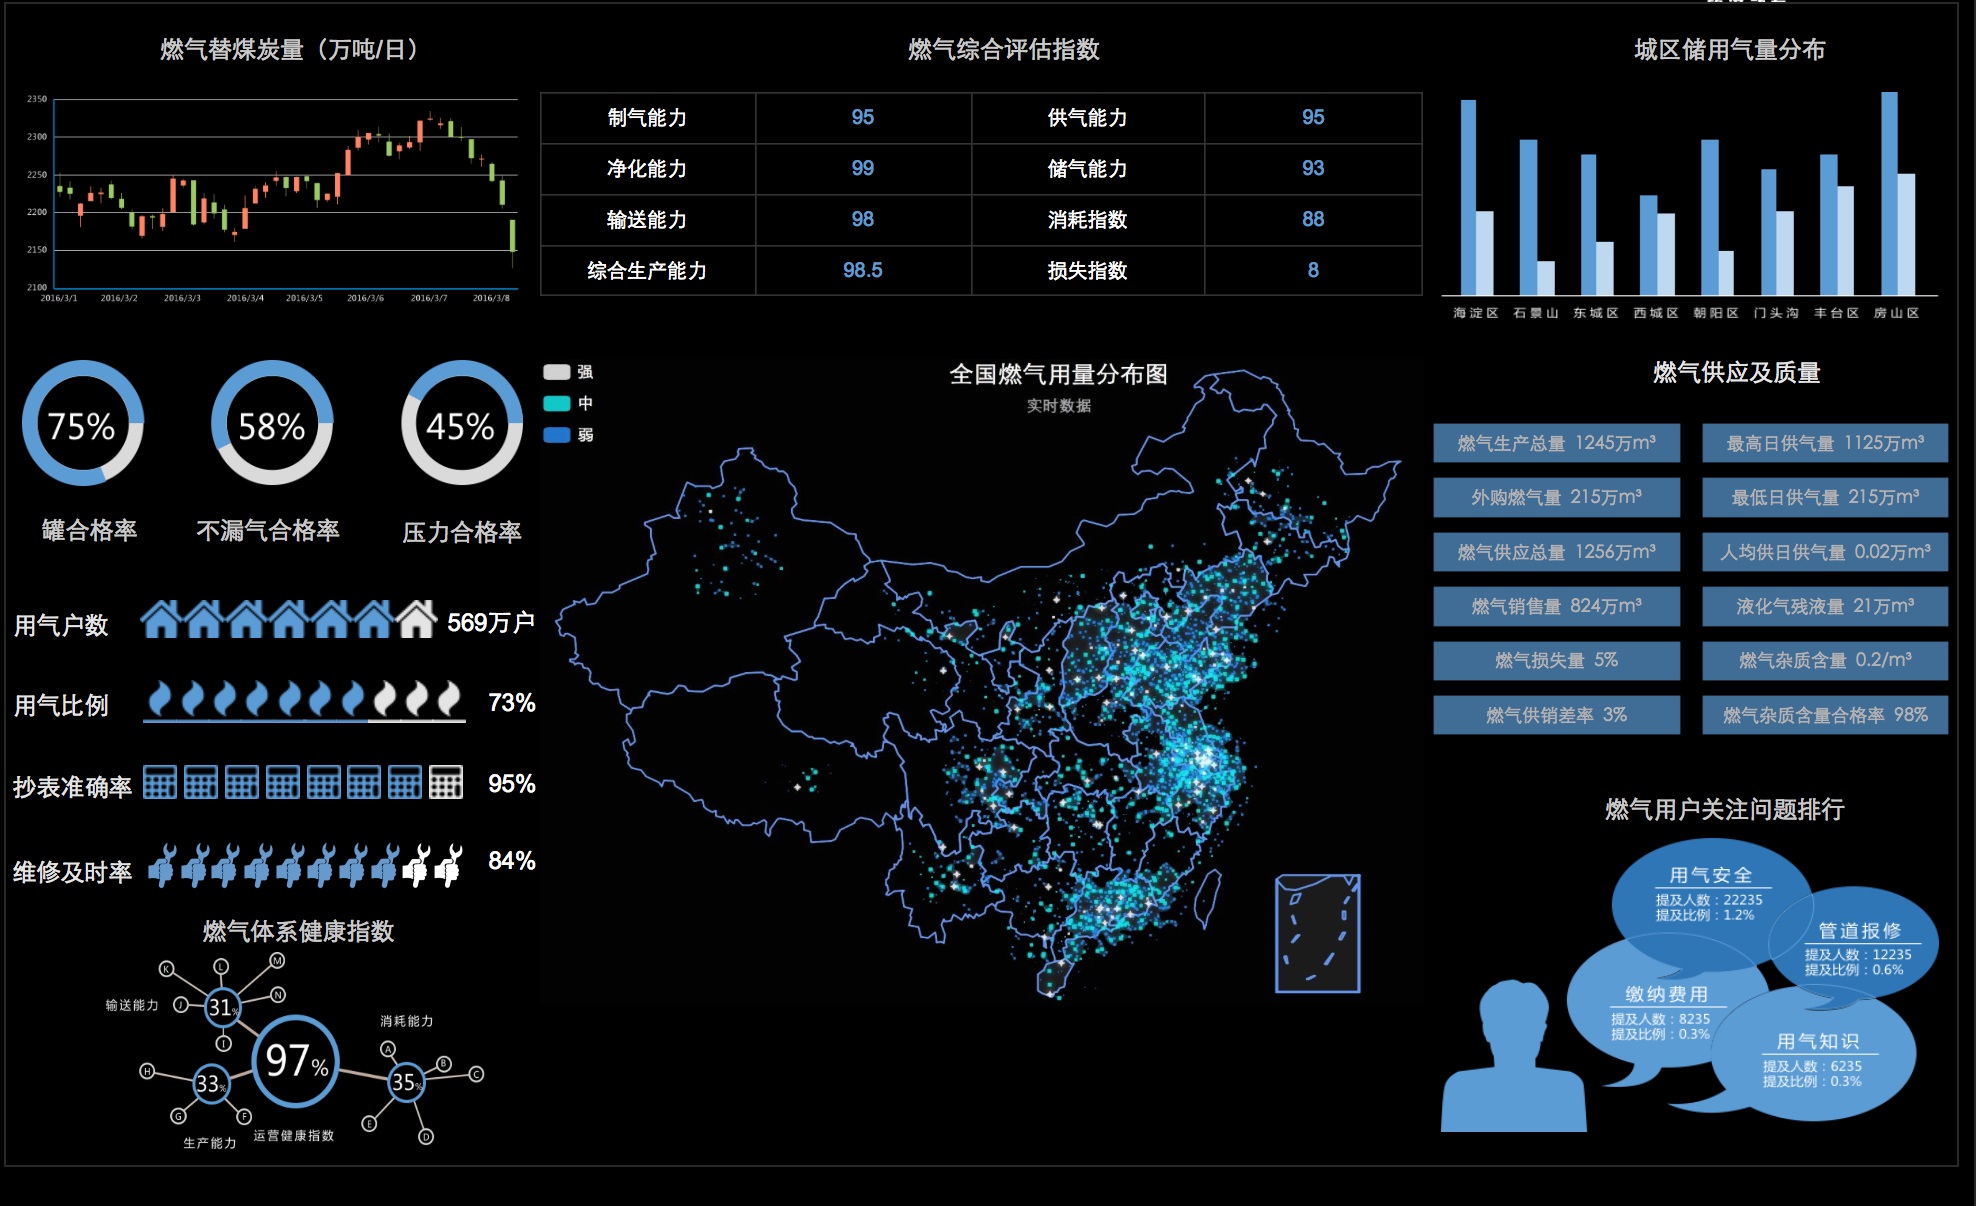 燃气替煤炭量（万吨/日）
2350
2300
2250
2200
2150
2100
2016/3/1 2016/3/2 2016/3/3 2016/3/4 2016/3/5 2016/3/6 2016/3/7 2016/3/8
燃气综合评估指数
制气能力 95 供气能力 95
净化能力 99 储气能力 93
输送能力 98 消耗指数 88
综合生产能力 98.5 损失指数 8
城区储用气量分布
海淀区 石景山 东城区 西城区 朝阳区 门头沟 丰台区 房山区
75% 58% 45%
罐合格率 不漏气合格率 压力合格率
用气户数 569万户
用气比例 73%
抄表准确率 95%
维修及时率 84%
燃气体系健康指数
K L M
输送能力 J 31% N
I
消耗能力
97%
A B C
H 33% 35%
G F E D
生产能力 运营健康指数
强
中
弱
全国燃气用量分布图
实时数据
燃气供应及质量
燃气生产总量 1245万m³ 最高日供气量 1125万m³
外购燃气量 215万m³ 最低日供气量 215万m³
燃气供应总量 1256万m³ 人均供日供气量 0.02万m³
燃气销售量 824万m³ 液化气残液量 21万m³
燃气损失量 5% 燃气杂质含量 0.2/m³
燃气供销差率 3% 燃气杂质含量合格率 98%
燃气用户关注问题排行
用气安全
提及人数：22235
提及比例：1.2%
管道报修
提及人数：12235
提及比例：0.6%
缴纳费用
提及人数：8235
提及比例：0.3%
用气知识
提及人数：6235
提及比例：0.3%